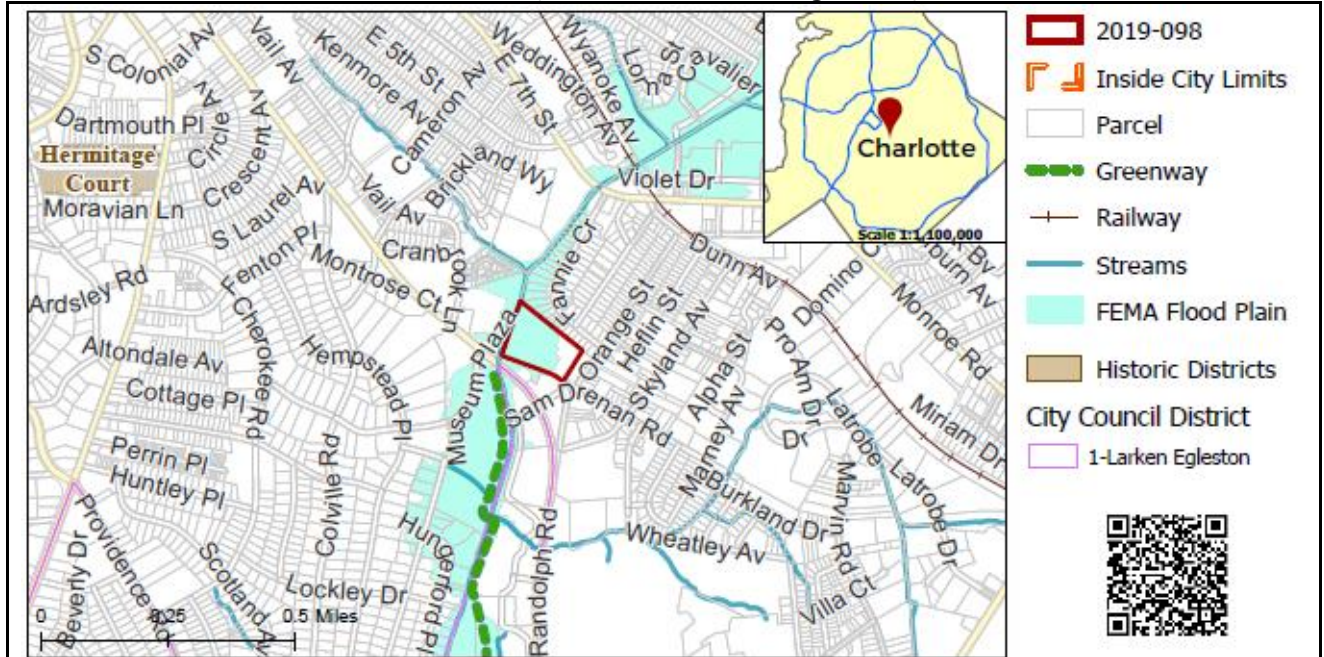 S Colonial Av
Vail Av
Kenmore Av
E 5th St
Cameron Av
Weddington Av
E 7th St
Wyanoke Av
Dartmouth Pl
Circle Av
Crescent Av
Hermitage
Court
Moravian Ln
S Laurel Av
Vail Av
Brickland Wy
Violet Dr
Fenton Pl
Montrose Ct
Cranbrook Ln
Fannie Cr
Dunn Av
Ardsley Rd
Cherokee Rd
Hempstead Pl
Museum Plaza
Orange St
Heflin St
Skyland Av
Domino
Monroe Rd
Altondale Av
Cottage Pl
Sam Drenan Rd
Alpha St
Pro Am Dr
Dr
Miriam Dr
Perrin Pl
Huntley Pl
Colville Rd
Marney Av
Burkland Dr
Latrobe
Latrobe Dr
Marvin Rd
Providence Rd
Scotland Av
Hungerford Pl
Randolph Rd
Wheatley Av
Beverly Dr
Lockley Dr
Villa Ct
0 0.25 0.5 Miles
Charlotte
Scale 1:1,100,000
2019-098
Inside City Limits
Parcel
Greenway
Railway
Streams
FEMA Flood Plain
Historic Districts
City Council District
1-Larken Egleston